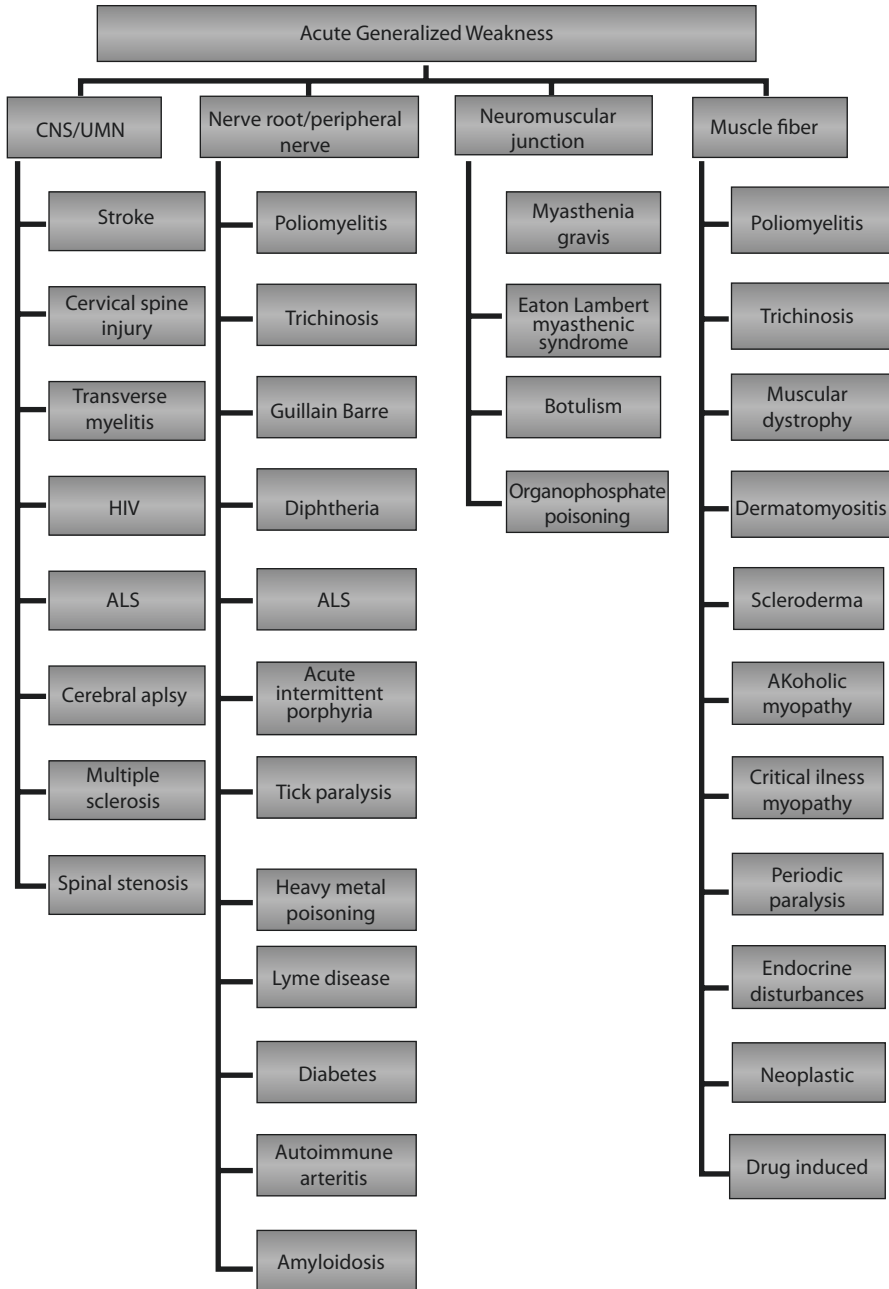 Acute Generalized Weakness
CNS/UMN
Stroke
Cervical spine
injury
Transverse
myelitis
HIV
ALS
Cerebral aplsy
Multiple
sclerosis
Spinal stenosis
Nerve root/peripheral
nerve
Poliomyelitis
Trichinosis
Guillain Barre
Diphtheria
ALS
Acute
intermittent
porphyria
Tick paralysis
Heavy metal
poisoning
Lyme disease
Diabetes
Autoimmune
arteritis
Amyloidosis
Neuromuscular
junction
Myasthenia
gravis
Eaton Lambert
myasthenic
syndrome
Botulism
Organophosphate
poisoning
Muscle fiber
Poliomyelitis
Trichinosis
Muscular
dystrophy
Dermatomyositis
Scleroderma
AKoholic
myopathy
Critical ilness
myopathy
Periodic
paralysis
Endocrine
disturbances
Neoplastic
Drug induced